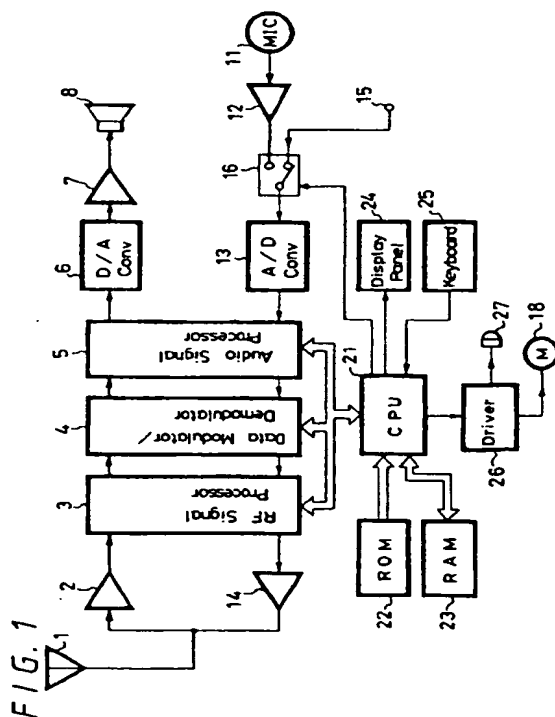 FIG. 1
1
2
3
RF Signal
Processor
4
Data Modulator/
Demodulator
5
Audio Signal
Processor
6
D/A
Conv
7
8
11
MIC
12
16
15
13
A/D
Conv
14
21
CPU
24
Display
Panel
25
Keyboard
22
ROM
23
RAM
26
Driver
27
18
M